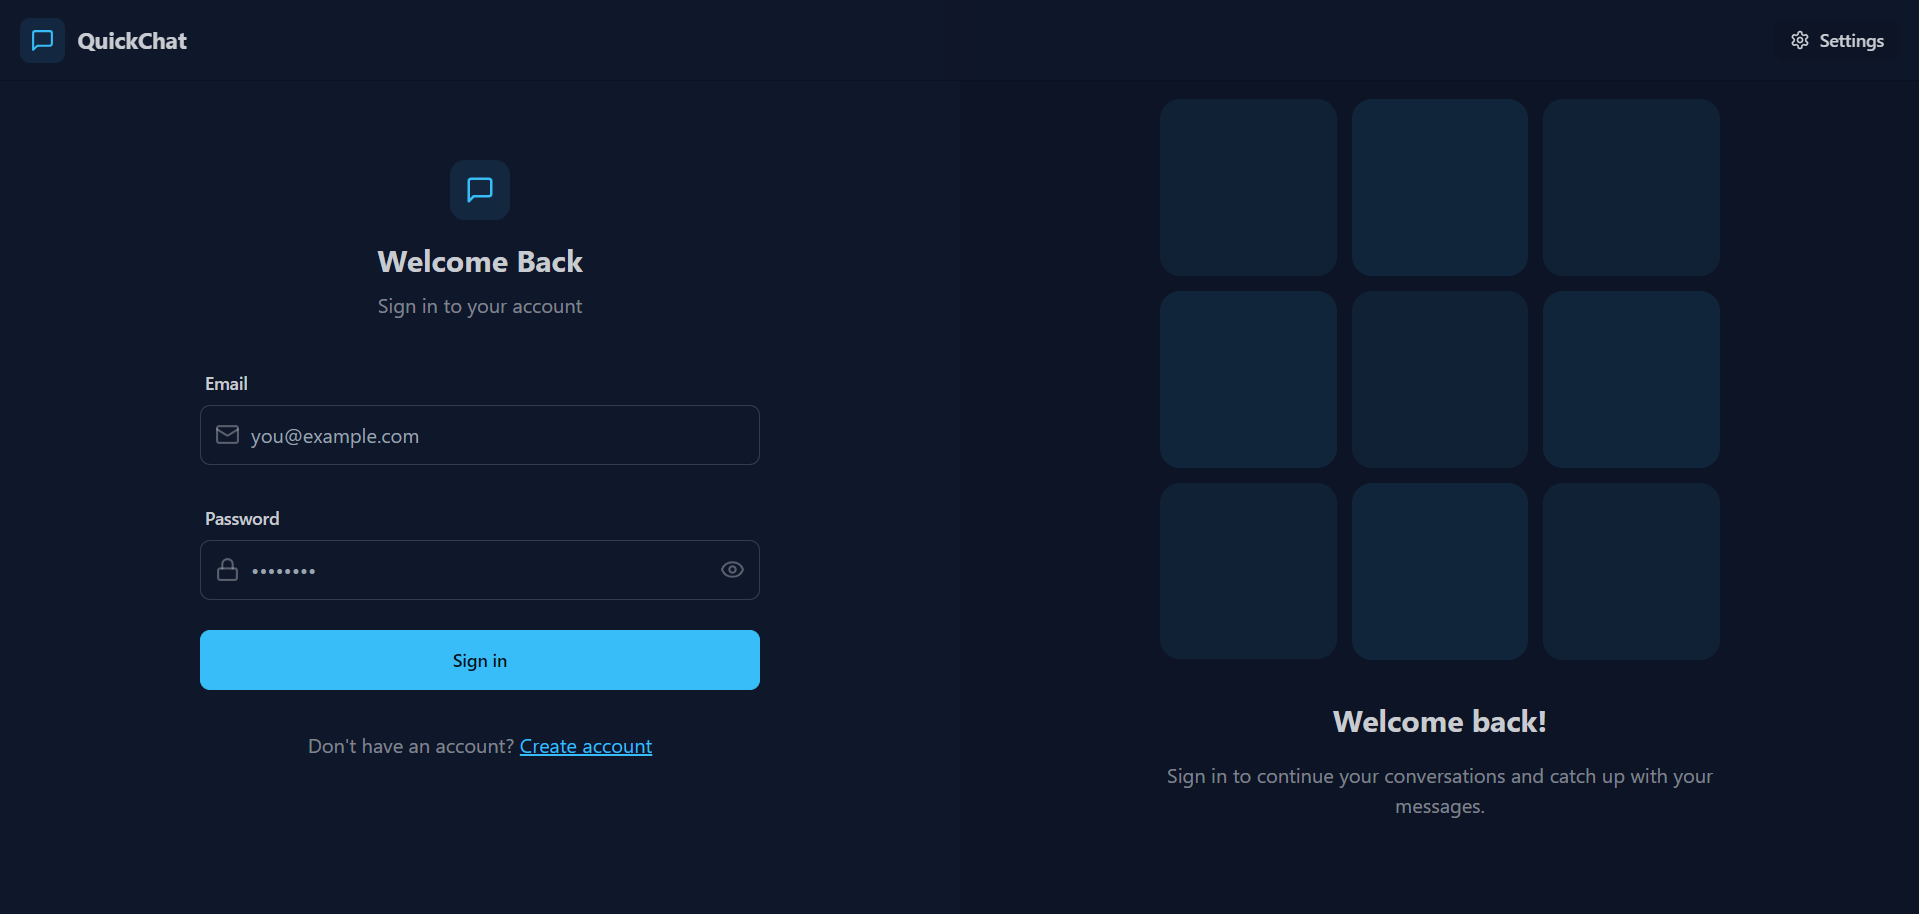 QuickChat
Settings
Welcome Back
Sign in to your account
Email
you@example.com
Password
••••••••
Sign in
Don't have an account? Create account
Welcome back!
Sign in to continue your conversations and catch up with your
messages.